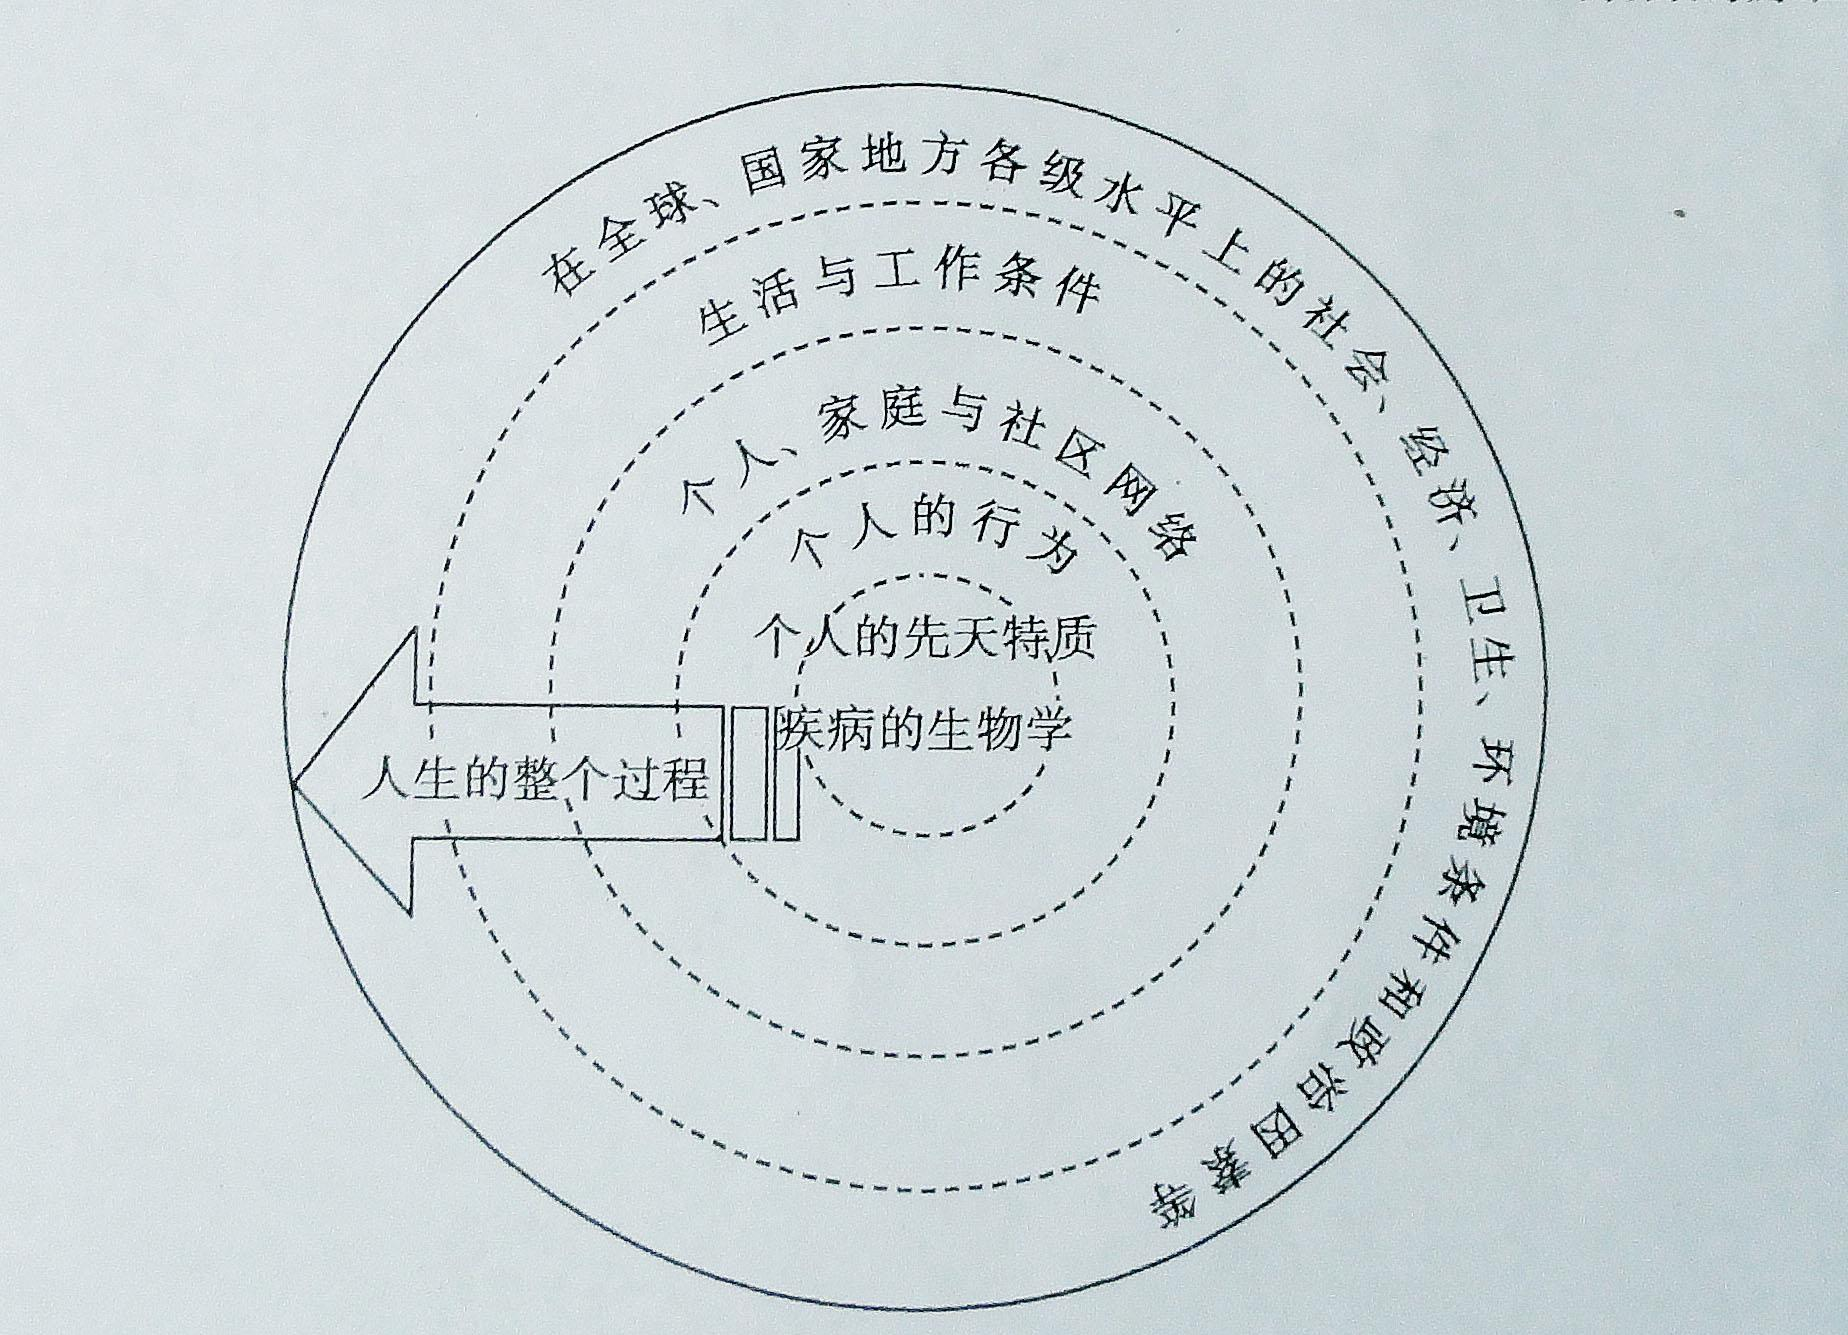 在全球、国家地方各级水平上的社会、经济、卫生、环境条件和政治因素等
生活与工作条件
个人、家庭与社区网络
个人的行为
个人的先天特质
疾病的生物学
人生的整个过程